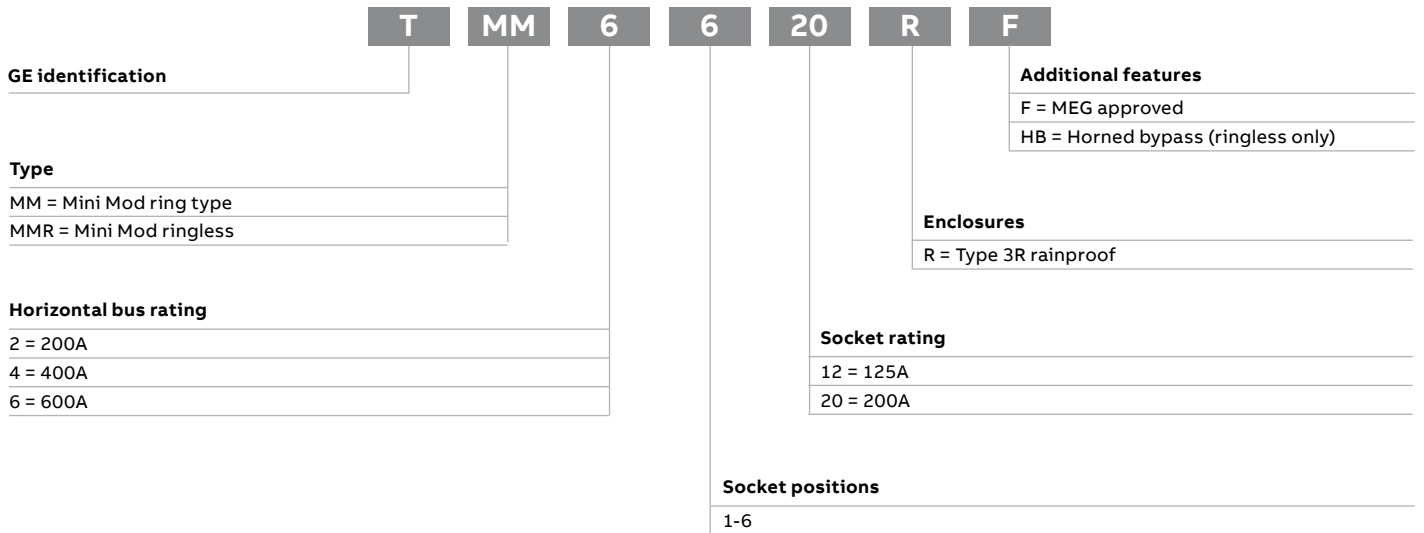 T MM 6 6 20 R F
GE identification
Additional features
F = MEG approved
HB = Horned bypass (ringless only)
Type
MM = Mini Mod ring type
MMR = Mini Mod ringless
Enclosures
R = Type 3R rainproof
Horizontal bus rating
2 = 200A
4 = 400A
6 = 600A
Socket rating
12 = 125A
20 = 200A
Socket positions
1-6